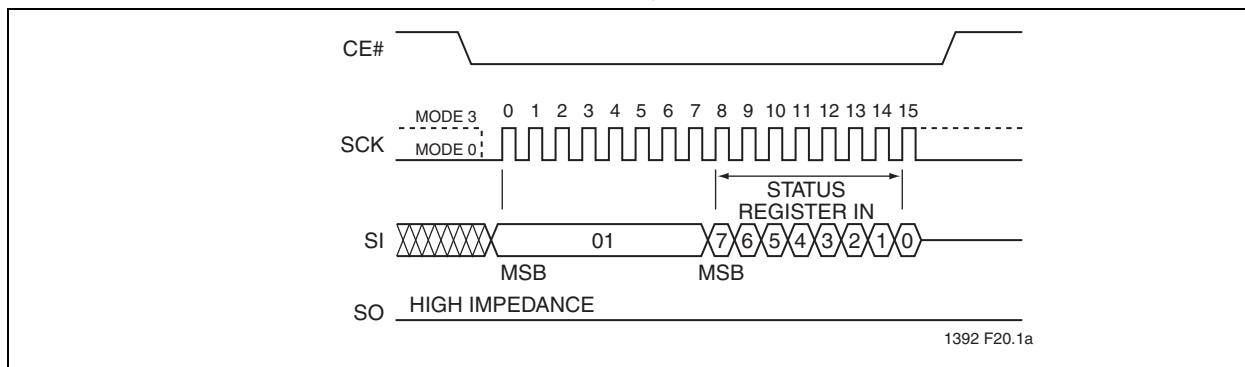 CE#
MODE 3
0 1 2 3 4 5 6 7 8 9 10 11 12 13 14 15
SCK
MODE 0
STATUS
REGISTER IN
SI
01
7 6 5 4 3 2 1 0
MSB
MSB
SO
HIGH IMPEDANCE
1392 F20.1a